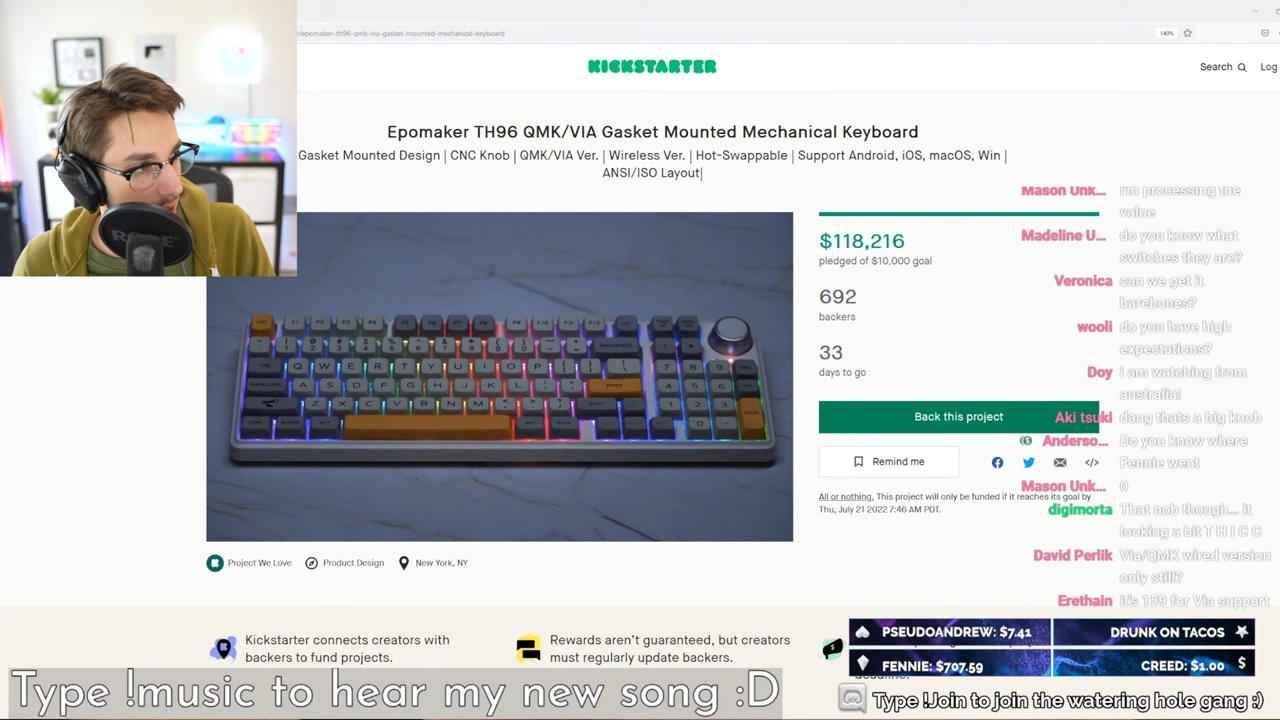 /epomaker-th96-qmk-via-gasket-mounted-mechanical-keyboard
140%
KICKSTARTER
Search
Log
Epomaker TH96 QMK/VIA Gasket Mounted Mechanical Keyboard
Gasket Mounted Design | CNC Knob | QMK/VIA Ver. | Wireless Ver. | Hot-Swappable | Support Android, iOS, macOS, Win |
ANSI/ISO Layout|
$118,216
pledged of $10,000 goal
692
backers
33
days to go
Back this project
Remind me
All or nothing. This project will only be funded if it reaches its goal by
Thu, July 21 2022 7:46 AM PDT.
Mason Unk... I'm processing the
value
Madeline U... do you know what
switches they are?
Veronica can we get it
barebones?
wooli do you have high
expectations?
Doy I am watching from
australia!
Aki tsuki dang thats a big knob
Anderso... Do you know where
Fennie went
Mason Unk... 0
digimorta That nob though... it
looking a bit T H I C C
David Perlik Via/QMK wired version
only still?
Erethain it's 159 for Via support
Project We Love
Product Design
New York, NY
Kickstarter connects creators with
backers to fund projects.
Rewards aren't guaranteed, but creators
must regularly update backers.
PSEUDOANDREW: $7.41
DRUNK ON TACOS
FENNIE: $707.59
CREED: $1.00
Type !music to hear my new song :D
Type !Join to join the watering hole gang :)